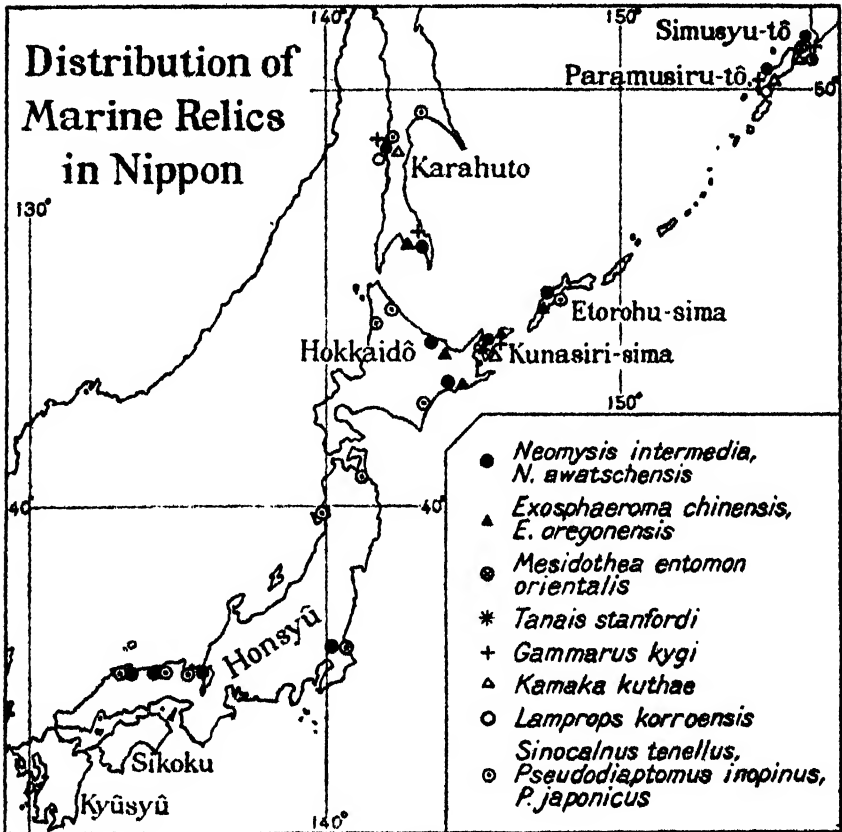 140°
150°
Simusyu-tô
Paramusiru-tô
50°
Distribution of
Marine Relics
in Nippon
Karahuto
130°
Etorohu-sima
Hokkaidô
Kunasiri-sima
150°
Neomysis intermedia,
N. awatschensis
40°
40°
Exosphaeroma chinensis,
E. oregonensis
Mesidothea entomon
orientalis
Tanais stanfordi
Honsyû
Gammarus kygi
Kamaka kuthae
Lamprops korroensis
Sinocalnus tenellus,
Pseudodiaptomus inopinus,
P. japonicus
Sikoku
Kyûsyû
140°